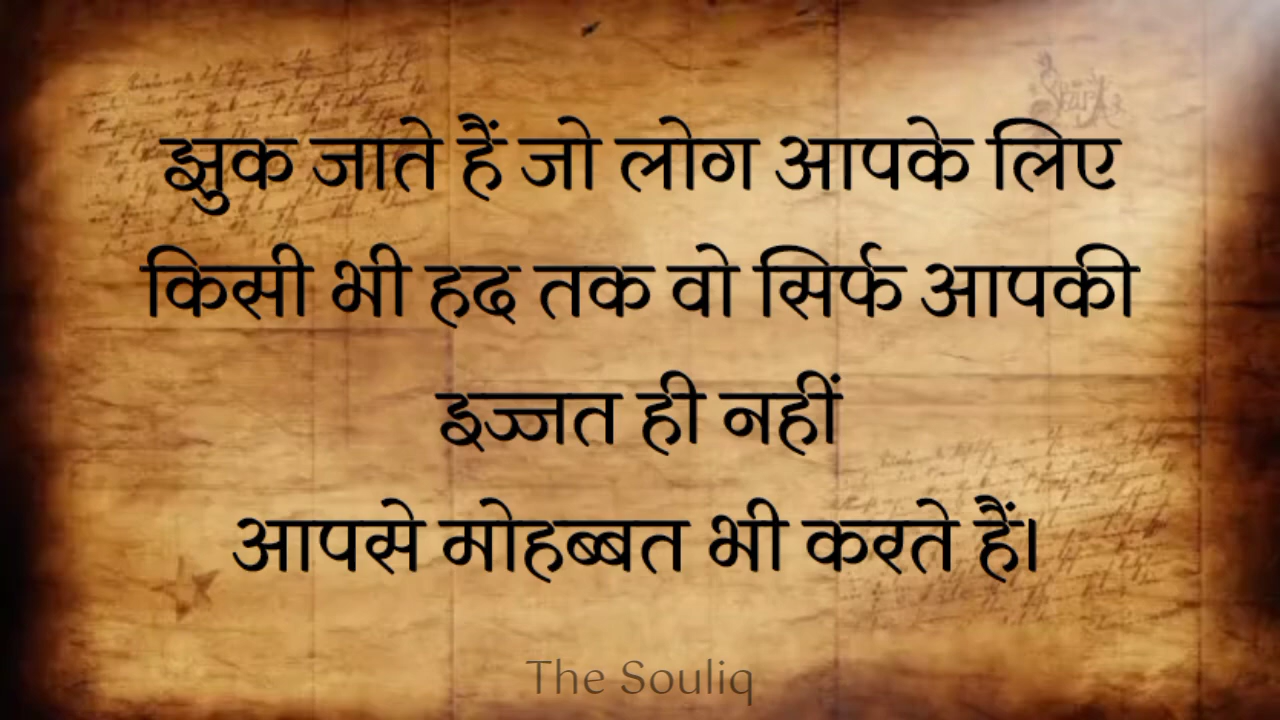 झुक जाते हैं जो लोग आपके लिए
किसी भी हद तक वो सिर्फ आपकी
इज्जत ही नहीं
आपसे मोहब्बत भी करते हैं।
The Souliq